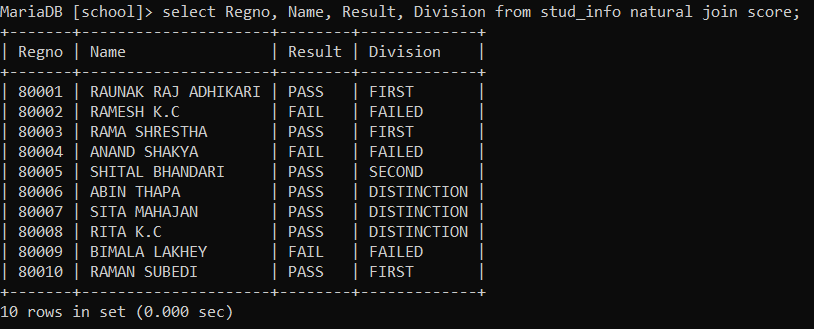 MariaDB [school]> select Regno, Name, Result, Division from stud_info natural join score;
+-------+----------------------+--------+-------------+
| Regno | Name                 | Result | Division    |
+-------+----------------------+--------+-------------+
| 80001 | RAUNAK RAJ ADHIKARI | PASS   | FIRST       |
| 80002 | RAMESH K.C           | FAIL   | FAILED      |
| 80003 | RAMA SHRESTHA        | PASS   | FIRST       |
| 80004 | ANAND SHAKYA         | FAIL   | FAILED      |
| 80005 | SHITAL BHANDARI      | PASS   | SECOND      |
| 80006 | ABIN THAPA           | PASS   | DISTINCTION |
| 80007 | SITA MAHAJAN         | PASS   | DISTINCTION |
| 80008 | RITA K.C             | PASS   | DISTINCTION |
| 80009 | BIMALA LAKHEY        | FAIL   | FAILED      |
| 80010 | RAMAN SUBEDI         | PASS   | FIRST       |
+-------+----------------------+--------+-------------+
10 rows in set (0.000 sec)